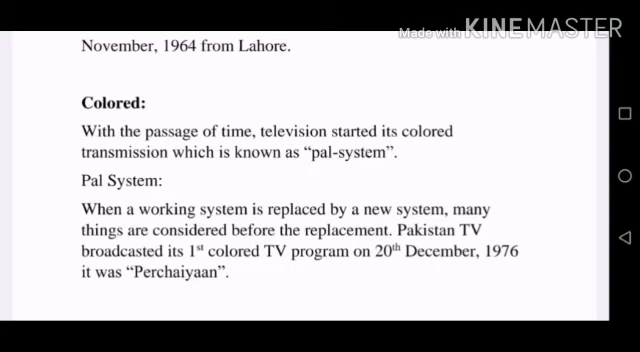 Made with KINEMASTER
November, 1964 from Lahore.
Colored:
With the passage of time, television started its colored
transmission which is known as “pal-system”.
Pal System:
When a working system is replaced by a new system, many
things are considered before the replacement. Pakistan TV
broadcasted its 1st colored TV program on 20th December, 1976
it was “Perchaiyaan”.